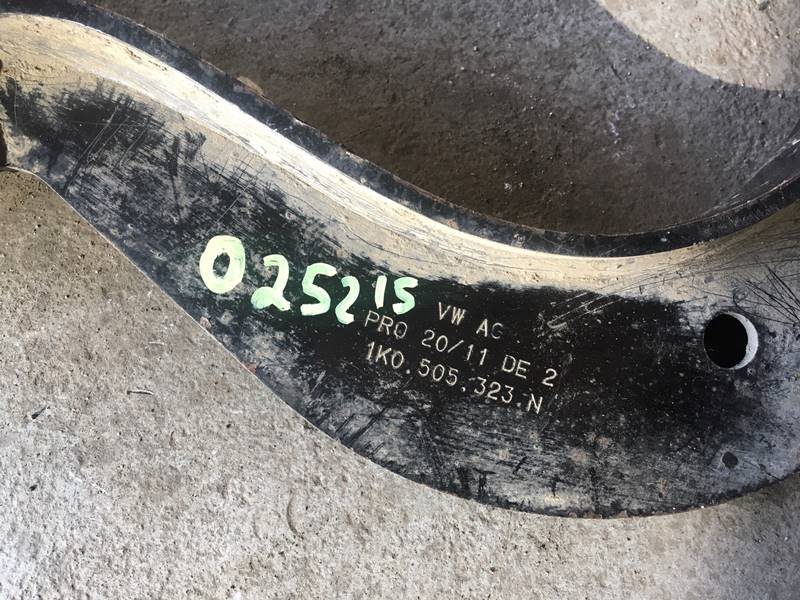 025215
VW AG
PRO 20/11 DE 2
1K0.505.323.N